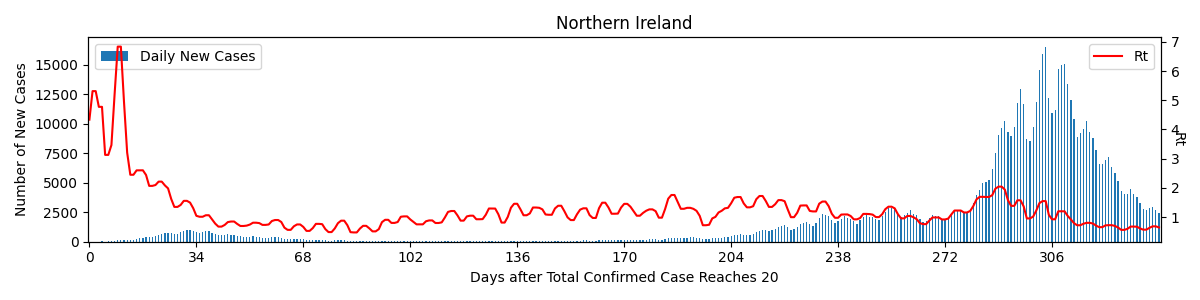 Northern Ireland
Daily New Cases
Rt
Number of New Cases
15000
12500
10000
7500
5000
2500
0
7
6
5
4
3
2
1
Rt
0 34 68 102 136 170 204 238 272 306
Days after Total Confirmed Case Reaches 20